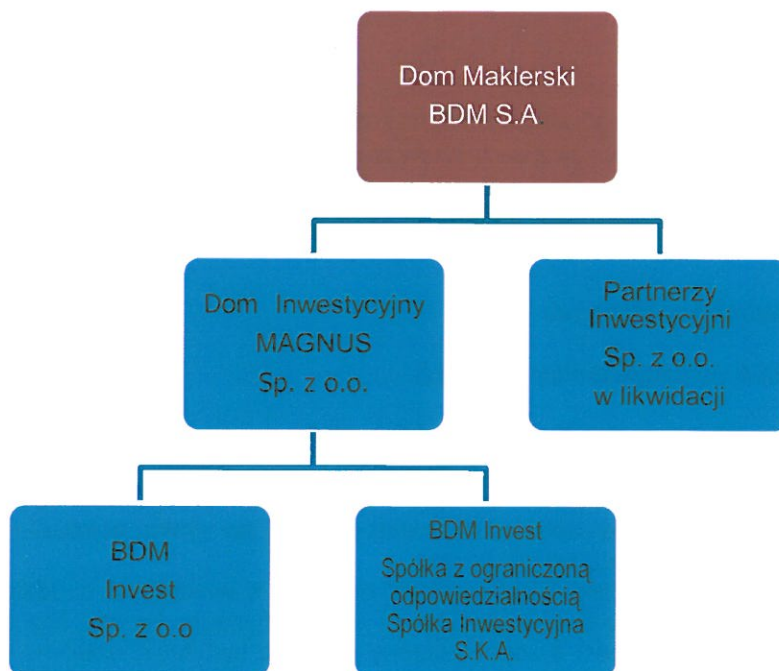 Dom Maklerski
BDM S.A.
Dom Inwestycyjny
MAGNUS
Sp. z o.o.
Partnerzy
Inwestycyjni
Sp. z o.o.
w likwidacji
BDM
Invest
Sp. z o.o
BDM Invest
Spółka z ograniczoną
odpowiedzialnością
Spółka Inwestycyjna
S.K.A.